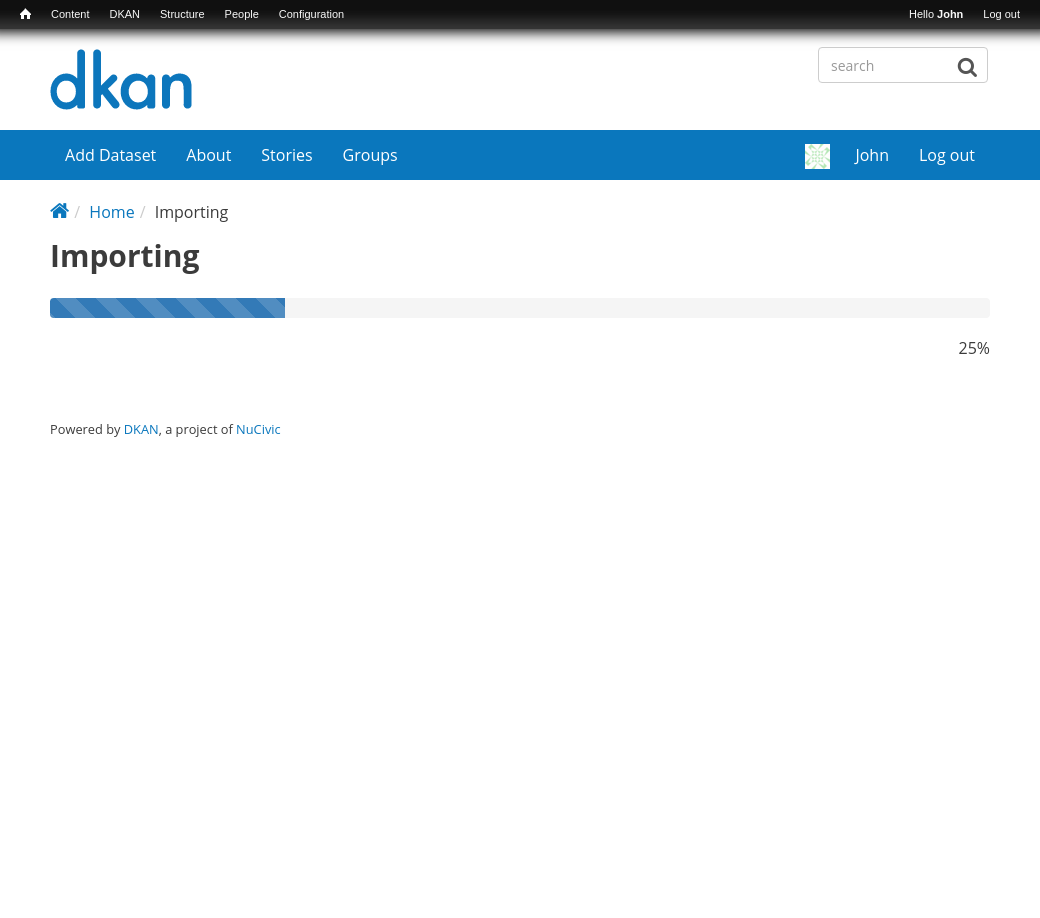 Content DKAN Structure People Configuration Hello John Log out
dkan search
Add Dataset About Stories Groups John Log out
/ Home / Importing
Importing
25%
Powered by DKAN, a project of NuCivic